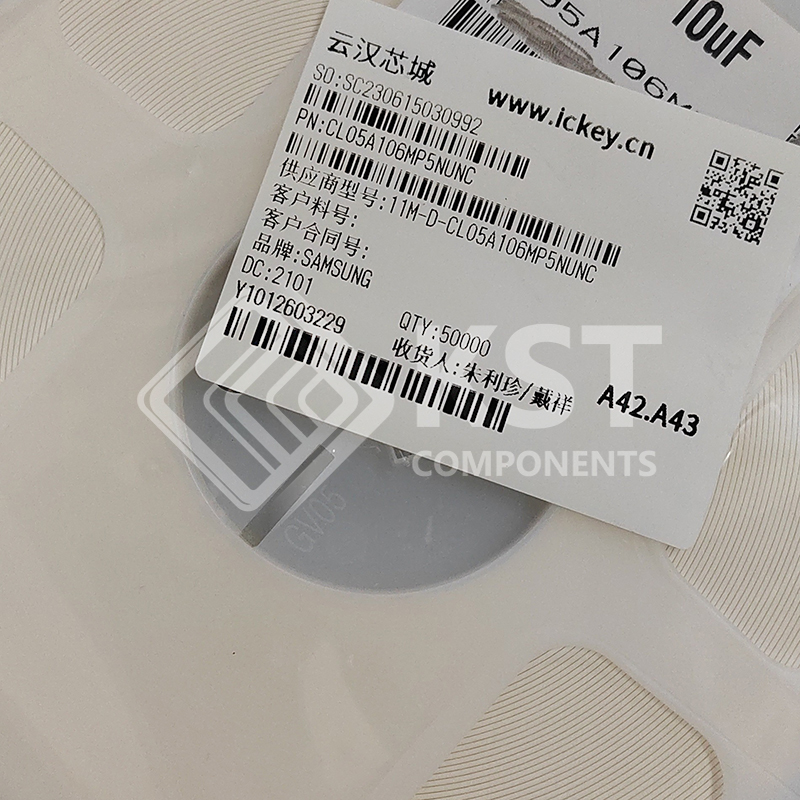 10uF
05A106M
云汉芯城
www.ickey.cn
SO:SC230615030992
PN:CL05A106MP5NUNC
供应商型号:11M-D-CL05A106MP5NUNC
客户料号:
客户合同号:
品牌:SAMSUNG
DC:2101
QTY:50000
Y1012603229
收货人:朱利珍/戴祥
A42.A43
YST
COMPONENTS
GV05